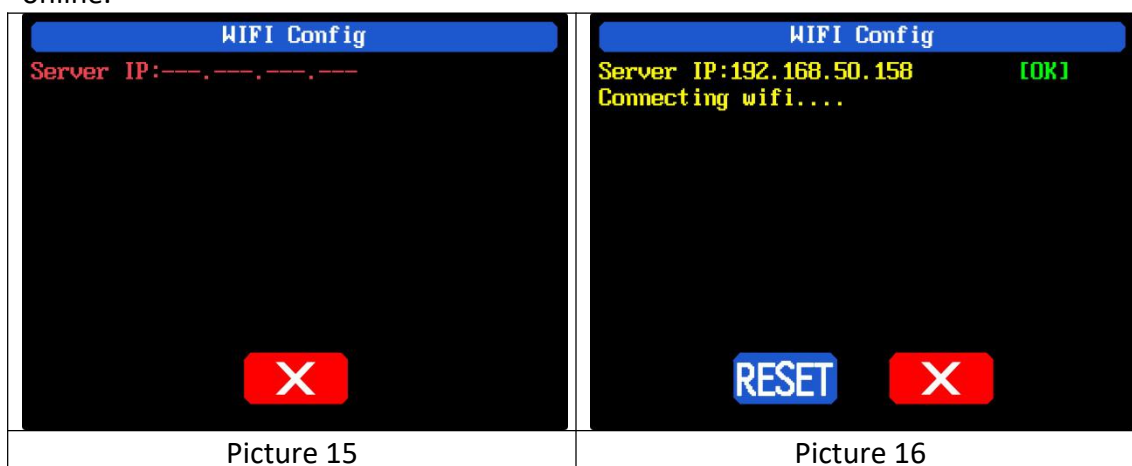 online.
WIFI Config
Server IP:---.---.---.---
X
Picture 15
WIFI Config
Server IP:192.168.50.158 [OK]
Connecting wifi....
RESET X
Picture 16